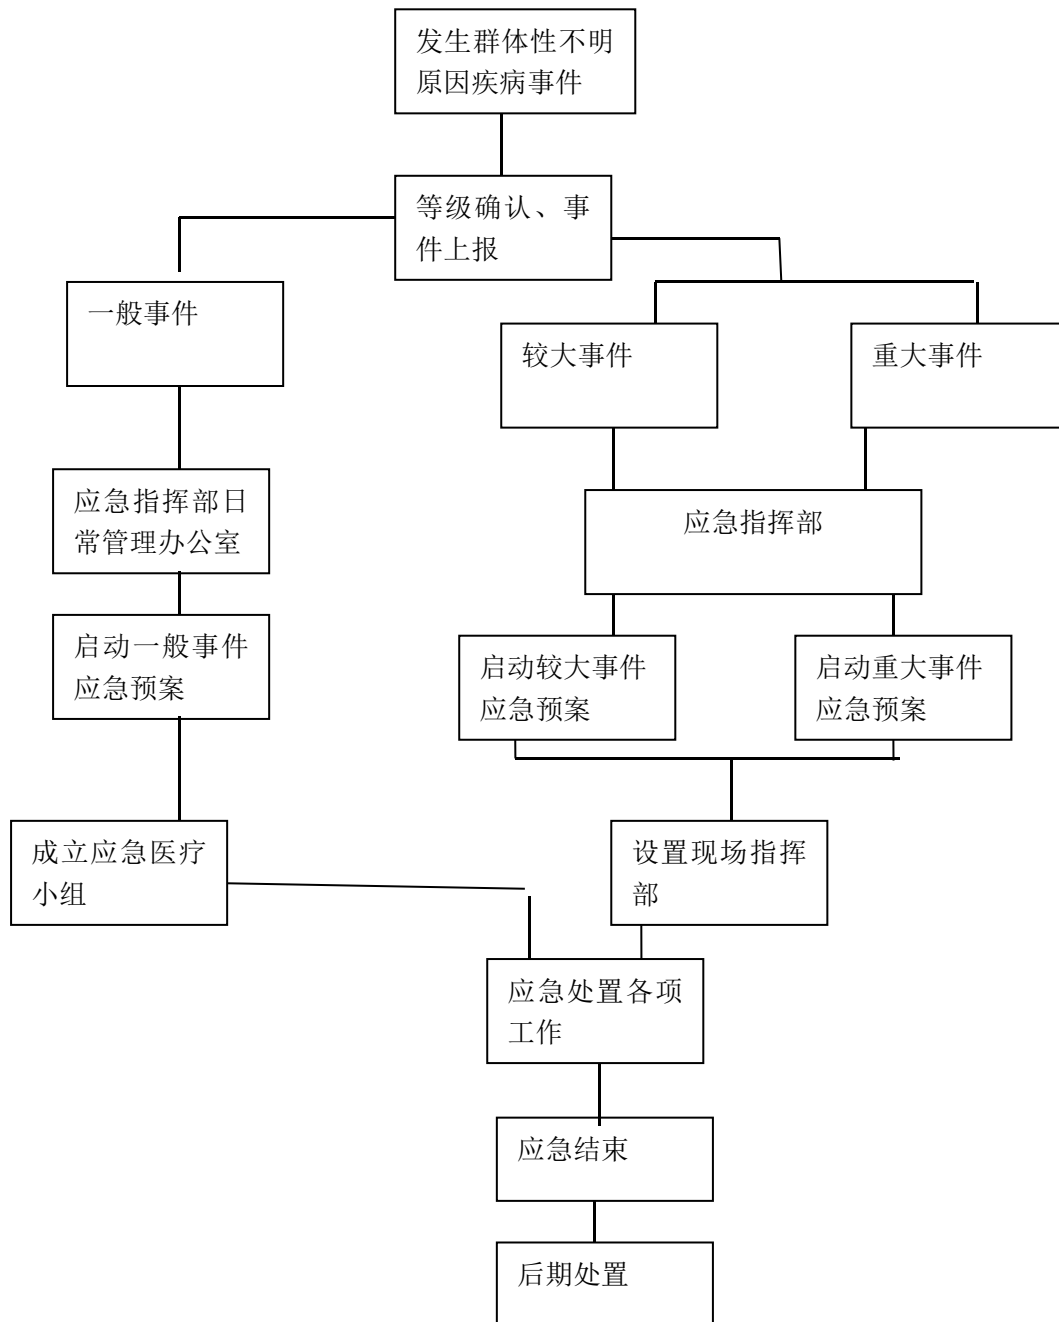 发生群体性不明
原因疾病事件
等级确认、事
件上报
一般事件
较大事件
重大事件
应急指挥部日
常管理办公室
应急指挥部
启动一般事件
应急预案
启动较大事件
应急预案
启动重大事件
应急预案
成立应急医疗
小组
设置现场指挥
部
应急处置各项
工作
应急结束
后期处置